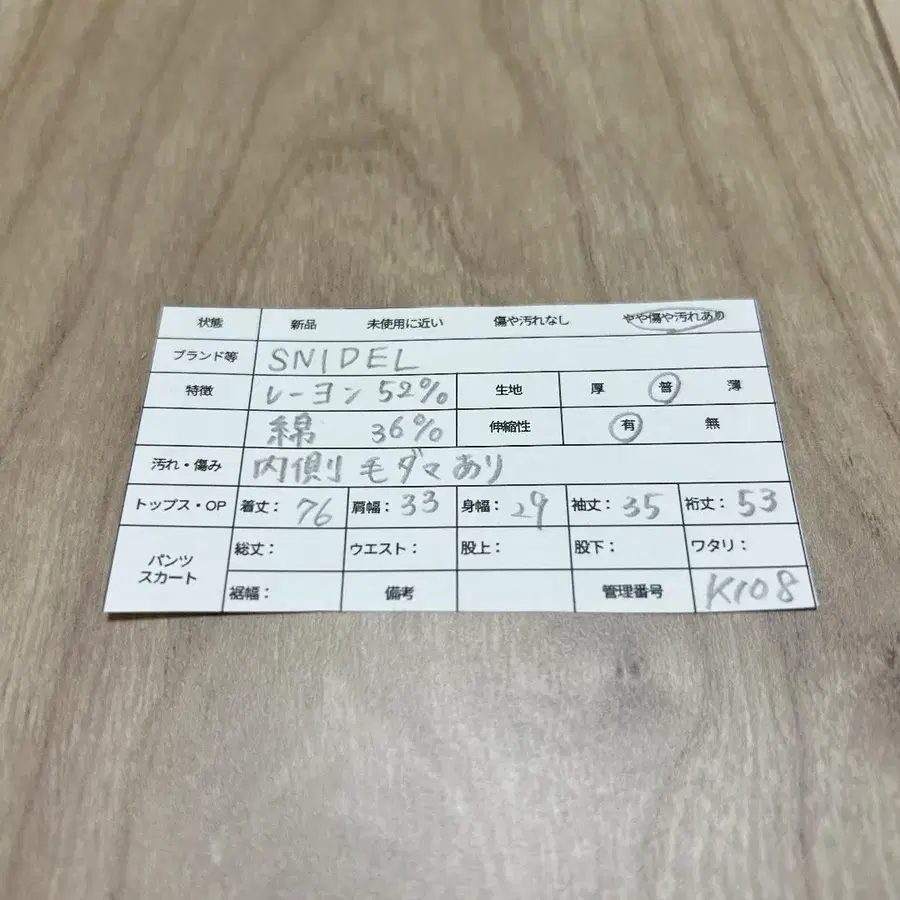 状態 新品 未使用に近い 傷や汚れなし やや傷や汚れあり
ブランド等 SNIDEL
特徴 レーヨン 52% 生地 厚 普 薄
綿 36% 伸縮性 有 無
汚れ・傷み 内側 毛ダマあり
トップス・OP 着丈: 76 肩幅: 33 身幅: 29 袖丈: 35 裄丈: 53
パンツ スカート 総丈: ウエスト: 股上: 股下: ワタリ:
裾幅: 備考 管理番号 K108